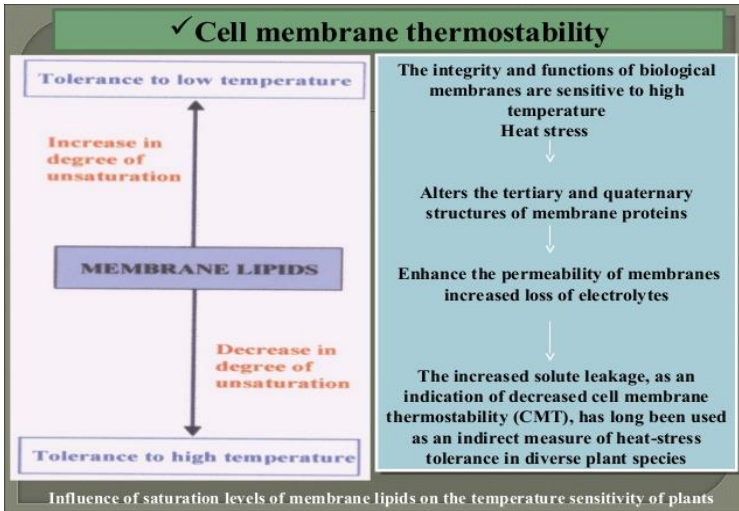 ✓Cell membrane thermostability
Tolerance to low temperature
Increase in
degree of
unsaturation
MEMBRANE LIPIDS
Decrease in
degree of
unsaturation
Tolerance to high temperature
The integrity and functions of biological
membranes are sensitive to high
temperature
Heat stress
Alters the tertiary and quaternary
structures of membrane proteins
Enhance the permeability of membranes
increased loss of electrolytes
The increased solute leakage, as an
indication of decreased cell membrane
thermostability (CMT), has long been used
as an indirect measure of heat-stress
tolerance in diverse plant species
Influence of saturation levels of membrane lipids on the temperature sensitivity of plants